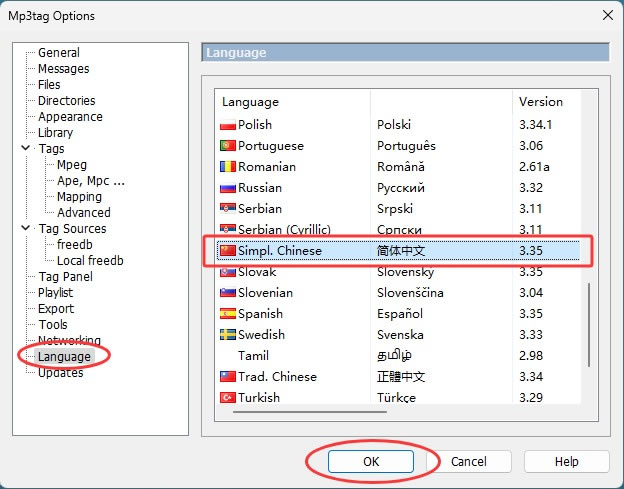 Mp3tag Options
General
Messages
Files
Directories
Appearance
Library
Tags
Mpeg
Ape, Mpc ...
Mapping
Advanced
Tag Sources
freedb
Local freedb
Tag Panel
Playlist
Export
Tools
Networking
Language
Updates
Language
Language Version
Polish Polski 3.34.1
Portuguese Português 3.06
Romanian Română 2.61a
Russian Русский 3.32
Serbian Srpski 3.11
Serbian (Cyrillic) Српски 3.11
Simpl. Chinese 简体中文 3.35
Slovak Slovensky 3.35
Slovenian Slovenščina 3.04
Spanish Español 3.35
Swedish Svenska 3.33
Tamil தமிழ் 2.98
Trad. Chinese 正體中文 3.34
Turkish Türkçe 3.29
OK Cancel Help